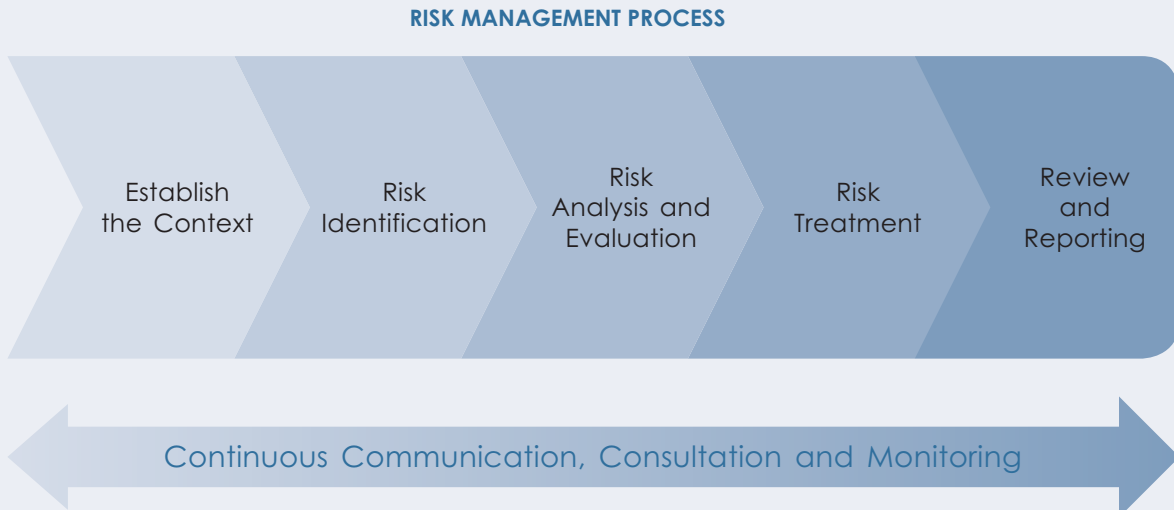 RISK MANAGEMENT PROCESS
Establish
the Context
Risk
Identification
Risk
Analysis and
Evaluation
Risk
Treatment
Review
and
Reporting
Continuous Communication, Consultation and Monitoring